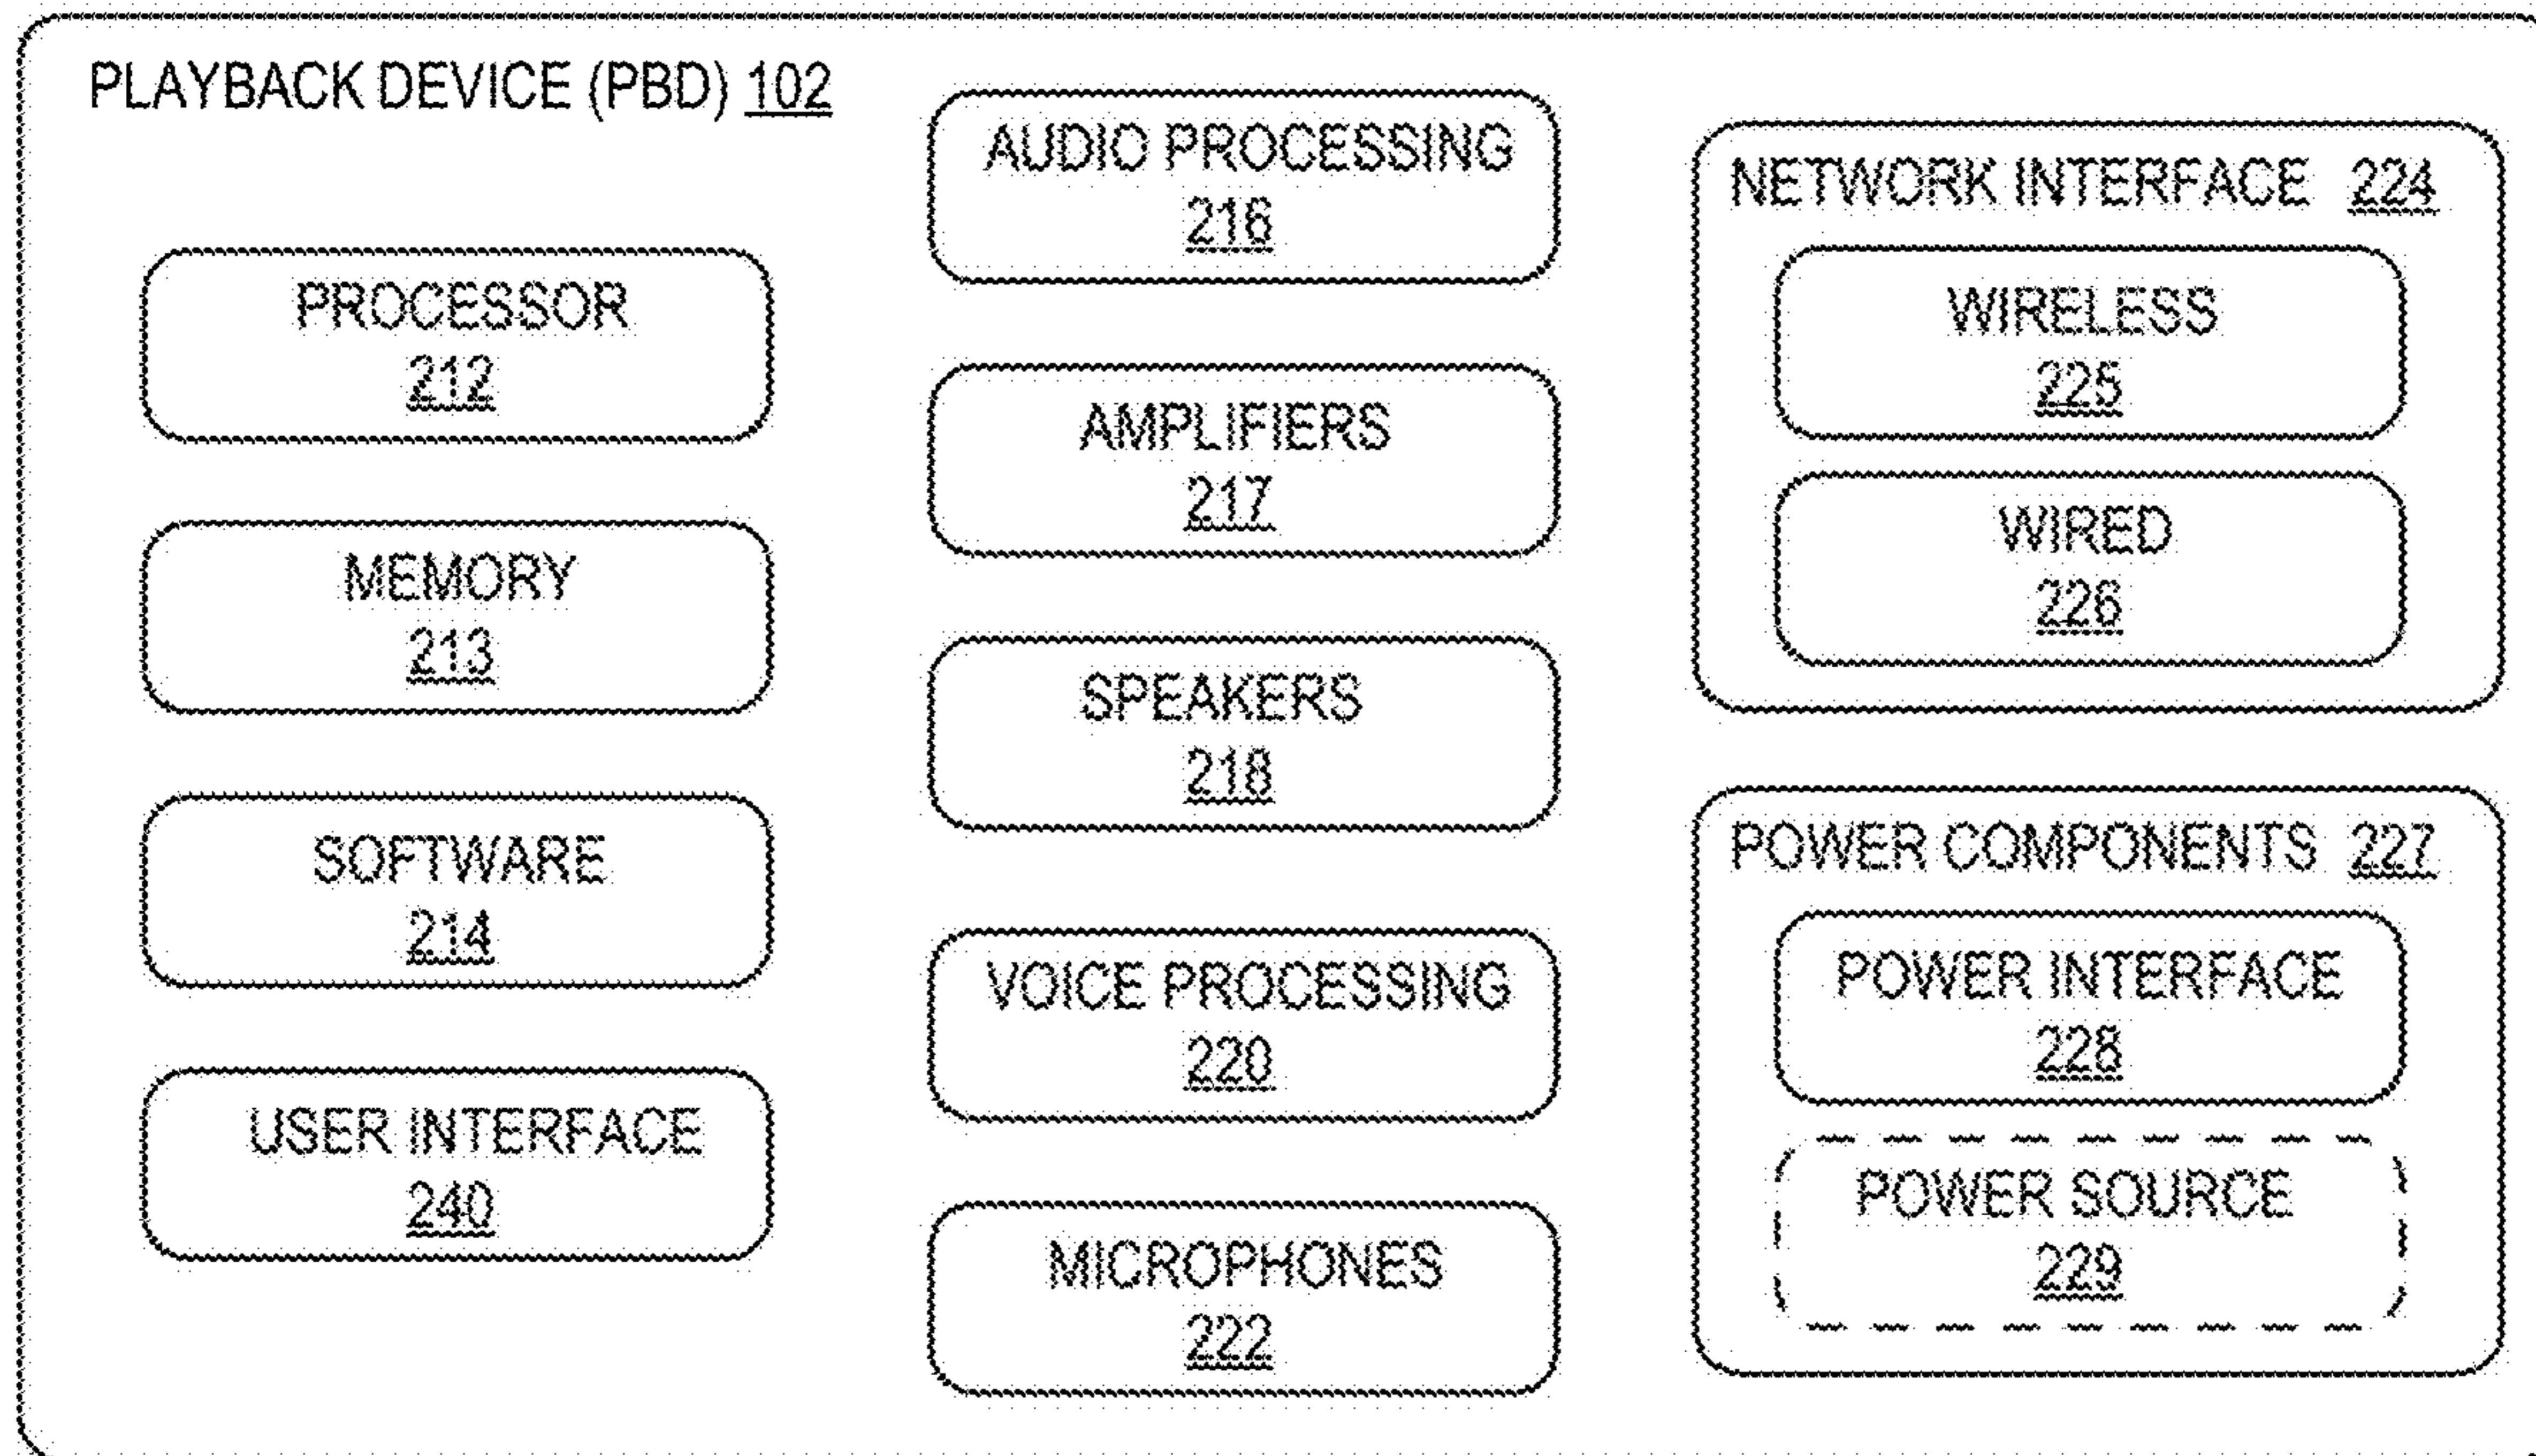 PLAYBACK DEVICE (PBD) 102
PROCESSOR
212
MEMORY
213
SOFTWARE
214
USER INTERFACE
240
AUDIO PROCESSING
216
AMPLIFIERS
217
SPEAKERS
218
VOICE PROCESSING
220
MICROPHONES
222
NETWORK INTERFACE 224
WIRELESS
225
WIRED
226
POWER COMPONENTS 227
POWER INTERFACE
228
POWER SOURCE
229